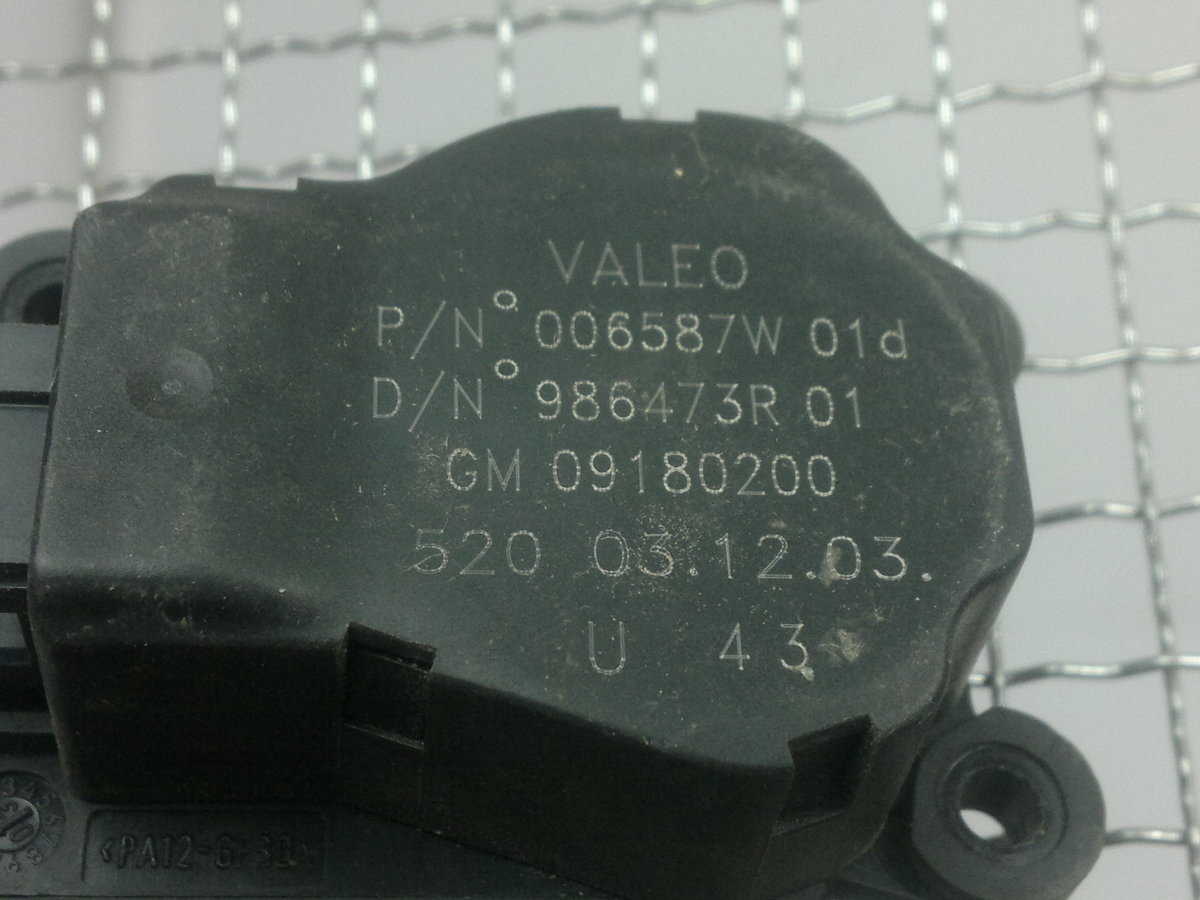 VALEO
P/N° 006587W 01d
D/N° 986473R 01
GM 09180200
520 03.12.03.
U 43